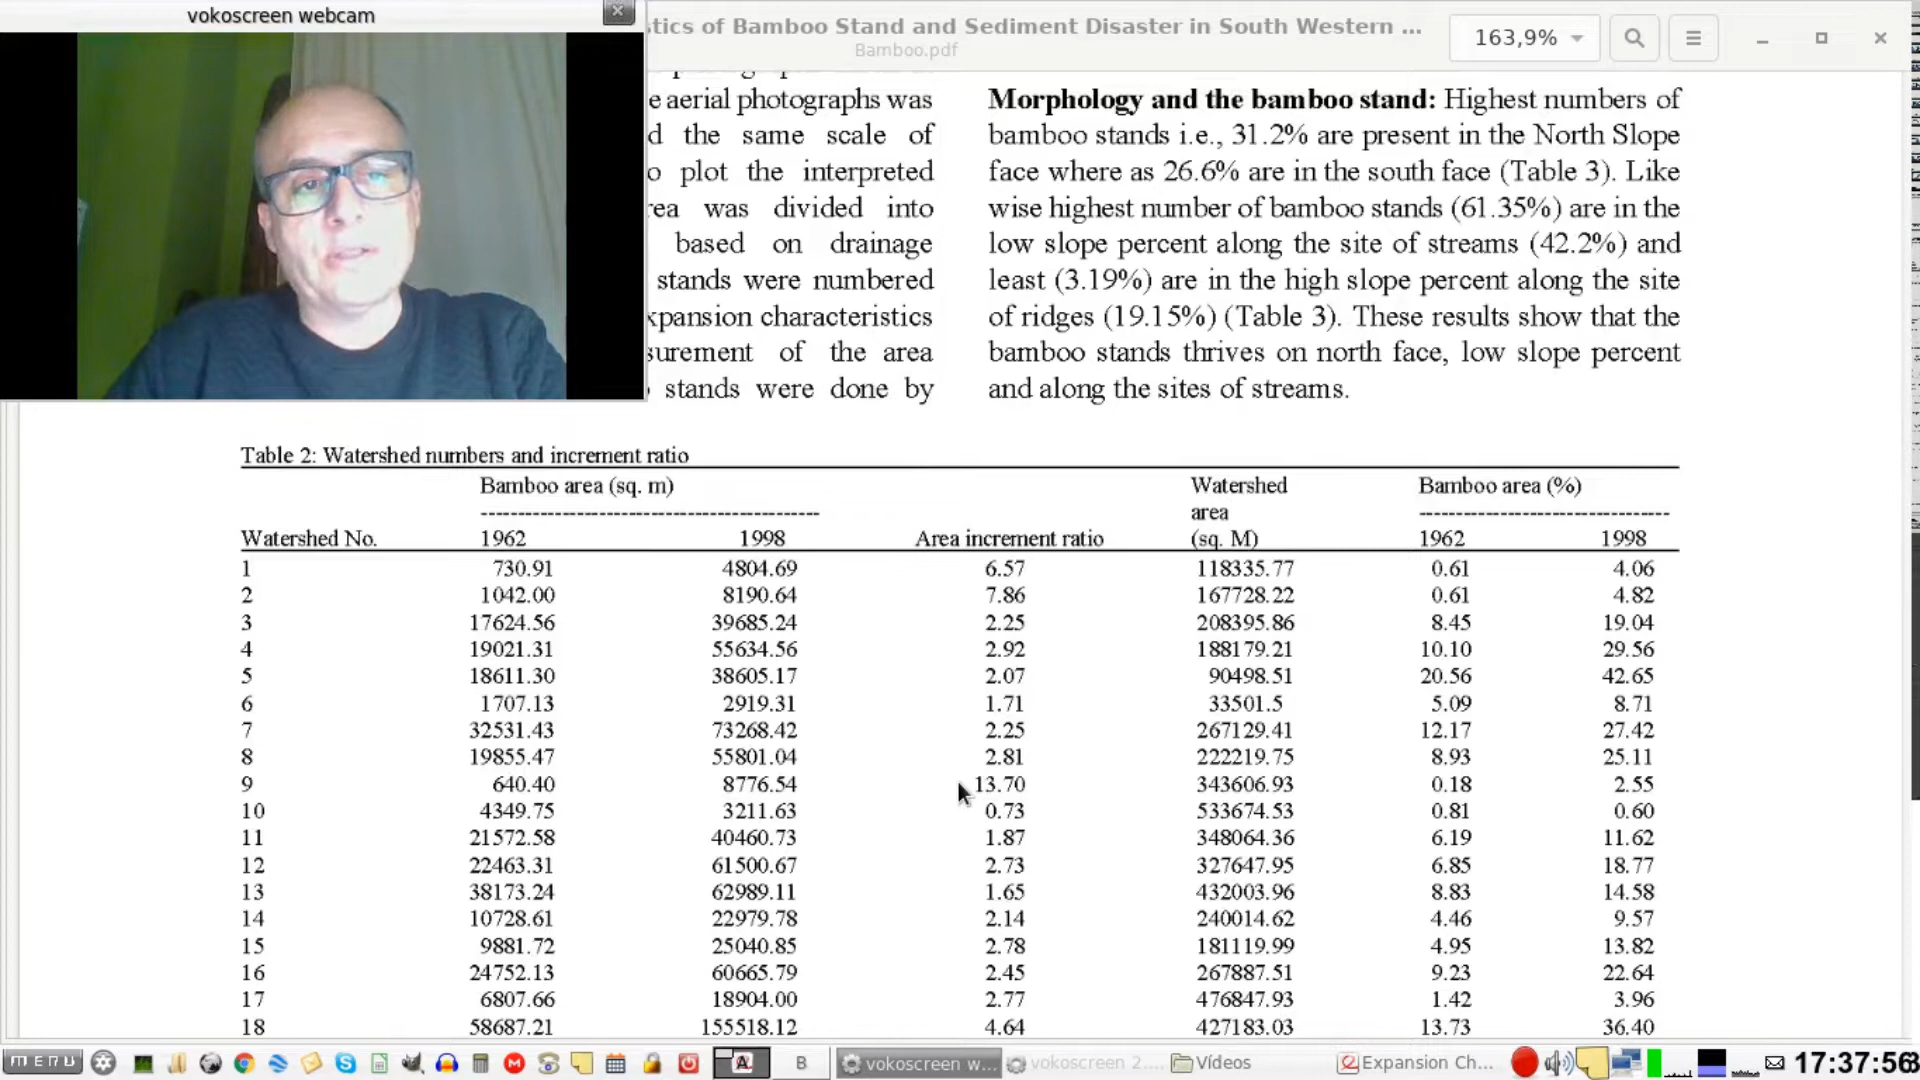 vokoscreen webcam
stics of Bamboo Stand and Sediment Disaster in South Western ...
Bamboo.pdf
163,9%
e aerial photographs was
d the same scale of
o plot the interpreted
rea was divided into
based on drainage
stands were numbered
xpansion characteristics
surement of the area
stands were done by
Morphology and the bamboo stand: Highest numbers of
bamboo stands i.e., 31.2% are present in the North Slope
face where as 26.6% are in the south face (Table 3). Like
wise highest number of bamboo stands (61.35%) are in the
low slope percent along the site of streams (42.2%) and
least (3.19%) are in the high slope percent along the site
of ridges (19.15%) (Table 3). These results show that the
bamboo stands thrives on north face, low slope percent
and along the sites of streams.
Table 2: Watershed numbers and increment ratio
Bamboo area (sq. m) Watershed Bamboo area (%)
area
Watershed No. 1962 1998 Area increment ratio (sq. M) 1962 1998
1 730.91 4804.69 6.57 118335.77 0.61 4.06
2 1042.00 8190.64 7.86 167728.22 0.61 4.82
3 17624.56 39685.24 2.25 208395.86 8.45 19.04
4 19021.31 55634.56 2.92 188179.21 10.10 29.56
5 18611.30 38605.17 2.07 90498.51 20.56 42.65
6 1707.13 2919.31 1.71 33501.5 5.09 8.71
7 32531.43 73268.42 2.25 267129.41 12.17 27.42
8 19855.47 55801.04 2.81 222219.75 8.93 25.11
9 640.40 8776.54 13.70 343606.93 0.18 2.55
10 4349.75 3211.63 0.73 533674.53 0.81 0.60
11 21572.58 40460.73 1.87 348064.36 6.19 11.62
12 22463.31 61500.67 2.73 327647.95 6.85 18.77
13 38173.24 62989.11 1.65 432003.96 8.83 14.58
14 10728.61 22979.78 2.14 240014.62 4.46 9.57
15 9881.72 25040.85 2.78 181119.99 4.95 13.82
16 24752.13 60665.79 2.45 267887.51 9.23 22.64
17 6807.66 18904.00 2.77 476847.93 1.42 3.96
18 58687.21 155518.12 4.64 427183.03 13.73 36.40
MENU A B vokoscreen w... vokoscreen 2.... Vídeos Expansion Ch... 17:37:56